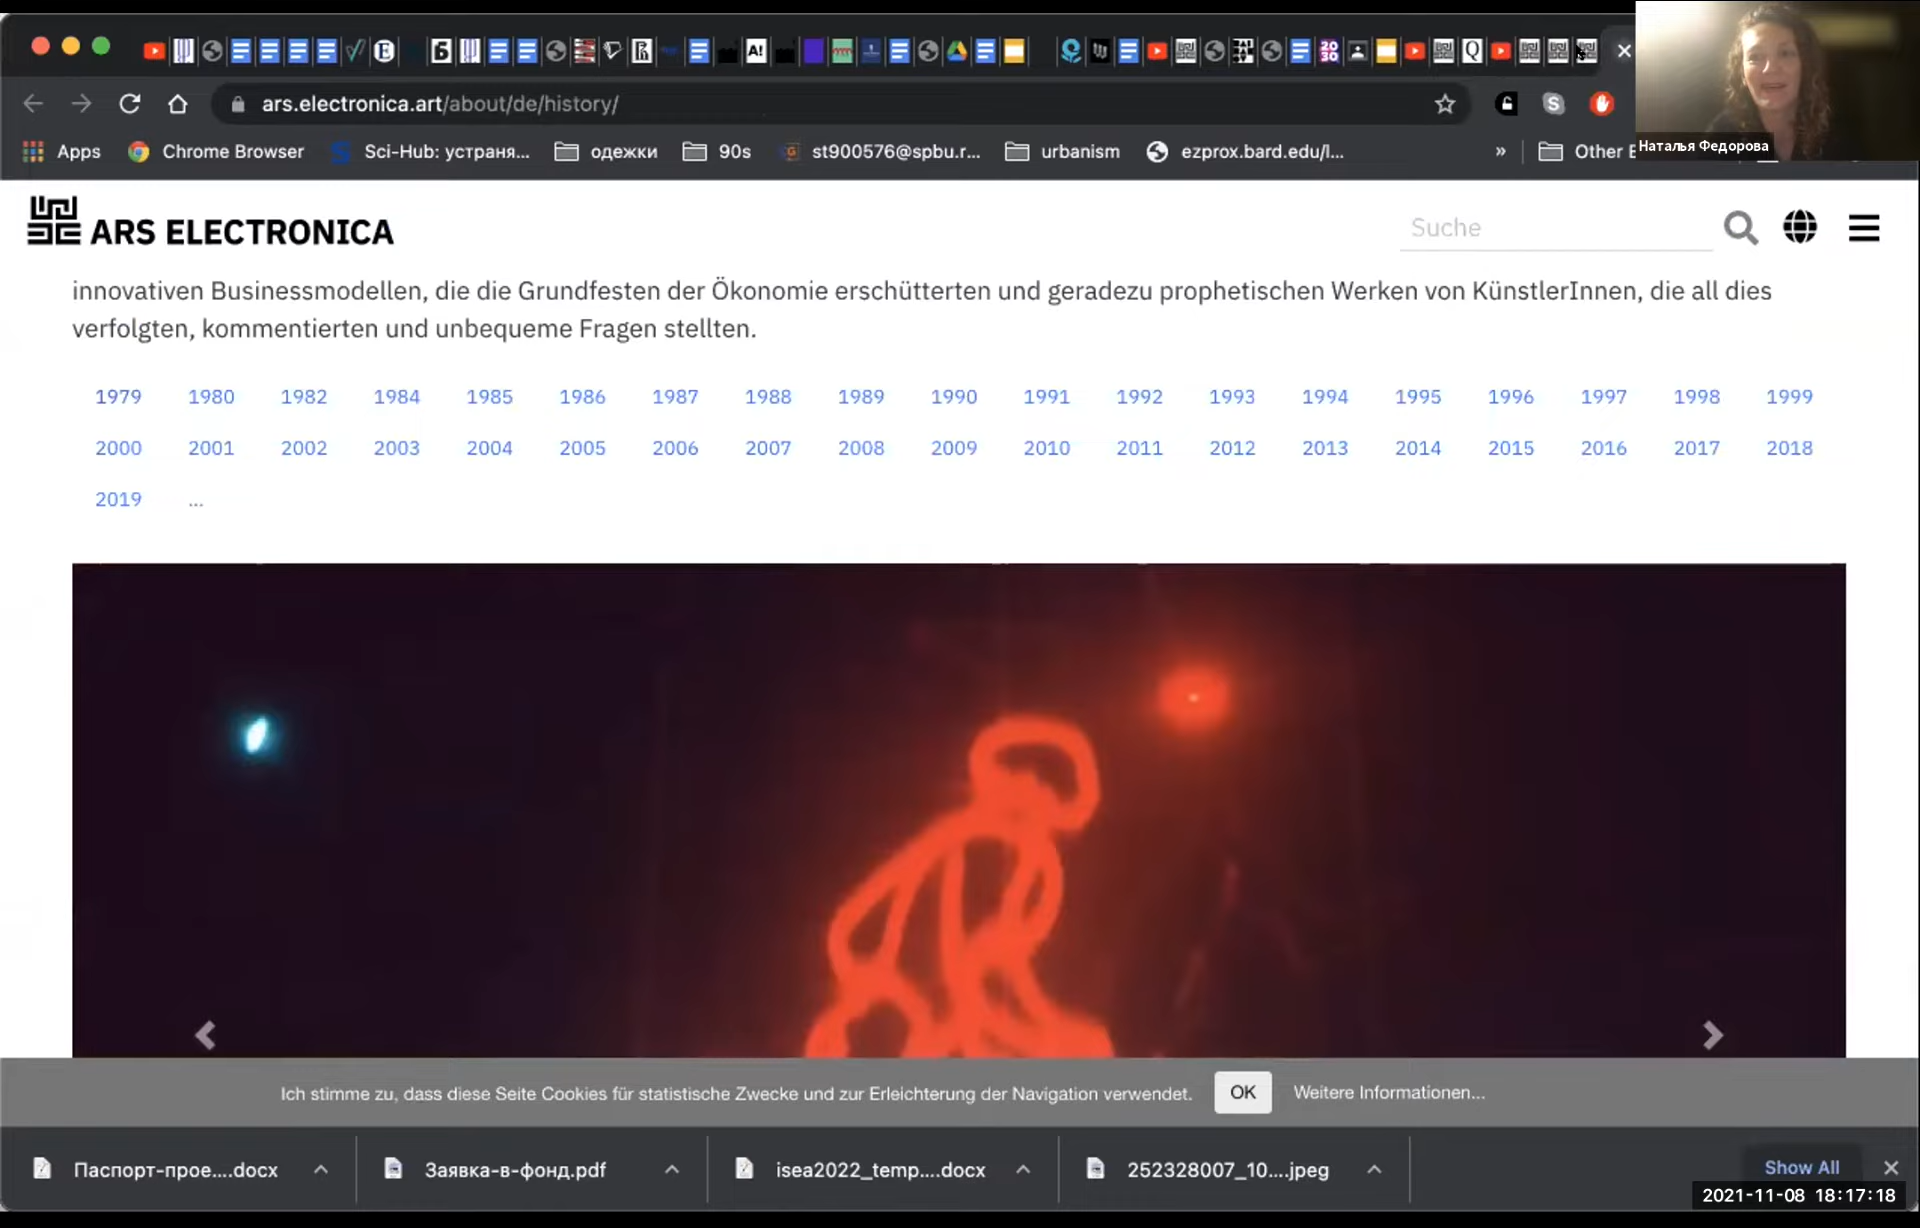 ars.electronica.art/about/de/history/
Apps
Chrome Browser
Sci-Hub: устраня...
одежки
90s
st900576@spbu.r...
urbanism
ezprox.bard.edu/l...
»
Other
Наталья Федорова
ARS ELECTRONICA
Suche
innovativen Businessmodellen, die die Grundfesten der Ökonomie erschütterten und geradezu prophetischen Werken von KünstlerInnen, die all dies
verfolgten, kommentierten und unbequeme Fragen stellten.
1979 1980 1982 1984 1985 1986 1987 1988 1989 1990 1991 1992 1993 1994 1995 1996 1997 1998 1999
2000 2001 2002 2003 2004 2005 2006 2007 2008 2009 2010 2011 2012 2013 2014 2015 2016 2017 2018
2019 ...
Ich stimme zu, dass diese Seite Cookies für statistische Zwecke und zur Erleichterung der Navigation verwendet.
OK
Weitere Informationen...
Паспорт-прое....docx
Заявка-в-фонд.pdf
isea2022_temp....docx
252328007_10....jpeg
Show All
2021-11-08 18:17:18